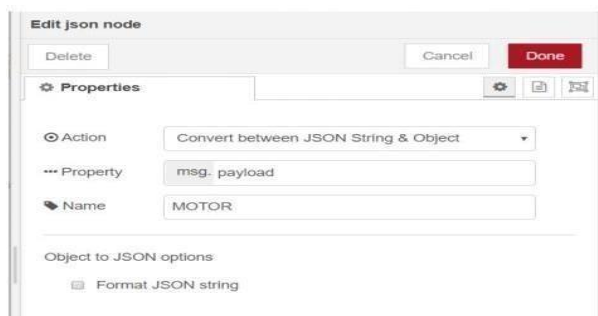 Edit json node
Delete Cancel Done
Properties
Action Convert between JSON String & Object
Property msg. payload
Name MOTOR
Object to JSON options
Format JSON string